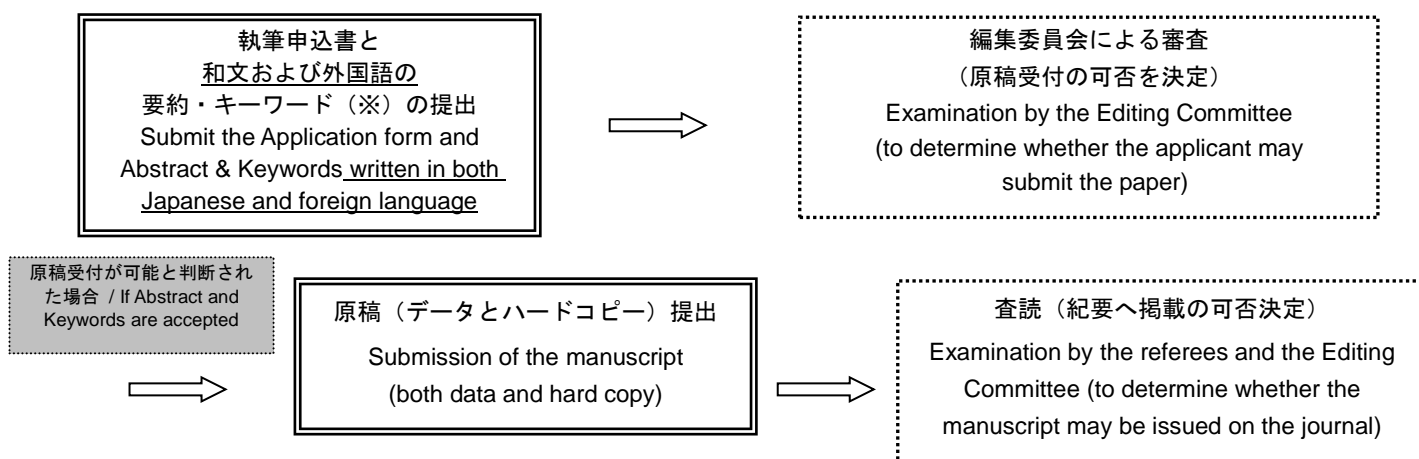 執筆申込書と
和文および外国語の
要約・キーワード（※）の提出
Submit the Application form and
Abstract & Keywords written in both
Japanese and foreign language
編集委員会による審査
（原稿受付の可否を決定）
Examination by the Editing Committee
(to determine whether the applicant may
submit the paper)
原稿受付が可能と判断され
た場合 / If Abstract and
Keywords are accepted
原稿（データとハードコピー）提出
Submission of the manuscript
(both data and hard copy)
査読（紀要へ掲載の可否決定）
Examination by the referees and the Editing
Committee (to determine whether the
manuscript may be issued on the journal)